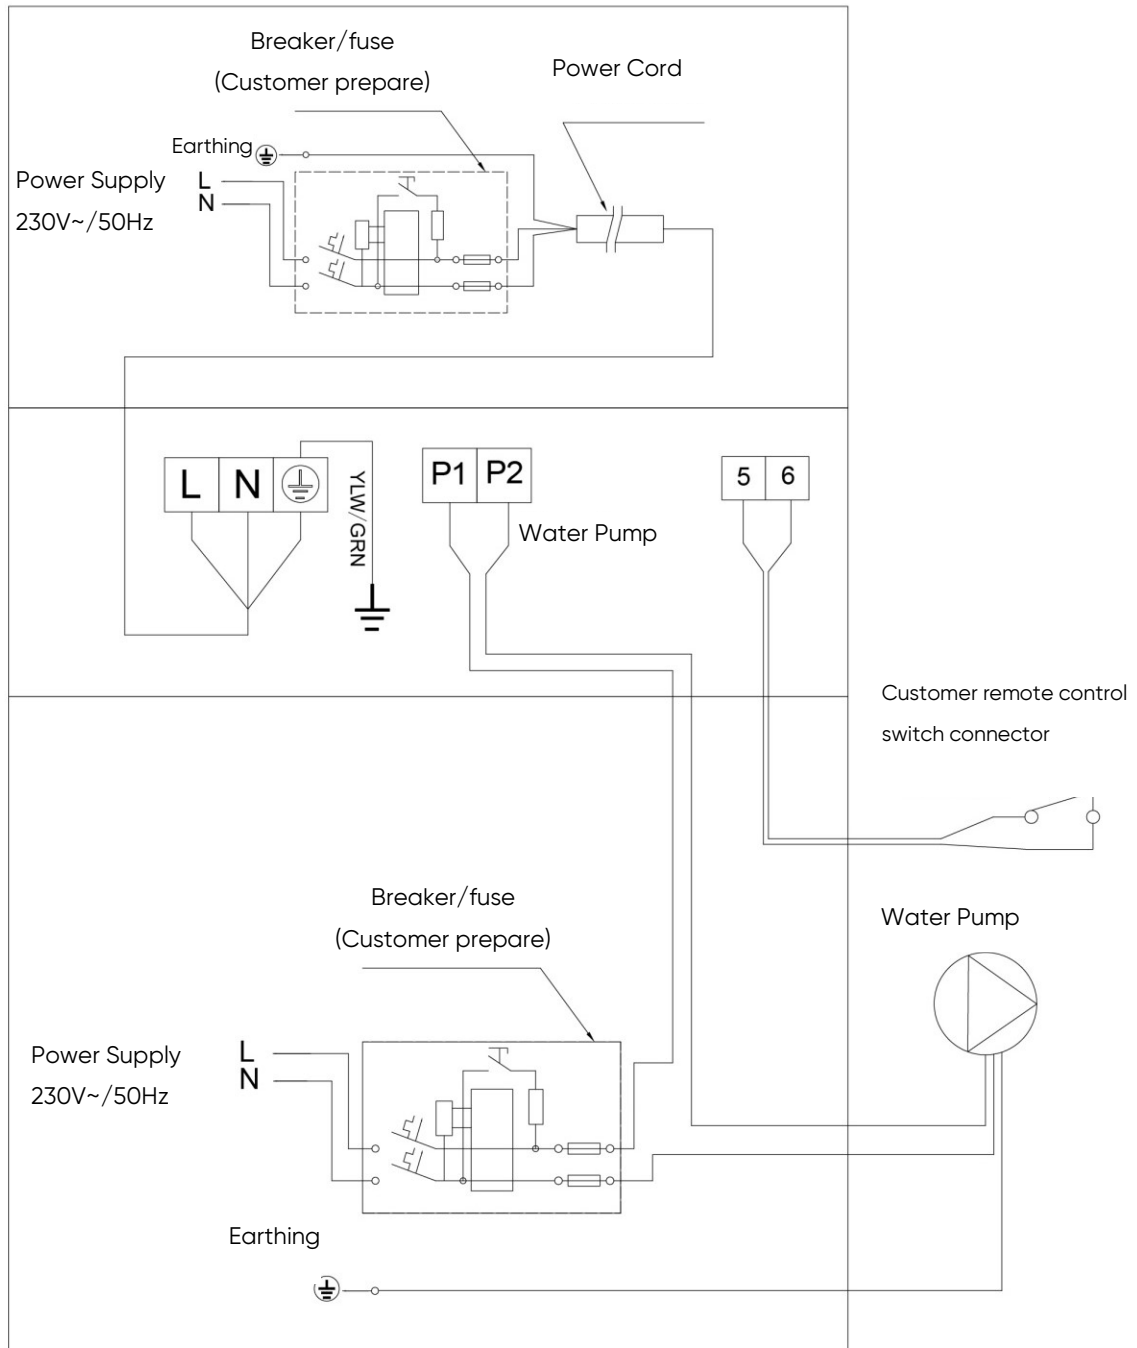 Breaker/fuse
(Customer prepare)
Power Cord
Earthing
Power Supply
230V~/50Hz
L
N
L N
YLW/GRN
P1 P2
Water Pump
5 6
Customer remote control
switch connector
Breaker/fuse
(Customer prepare)
Water Pump
Power Supply
230V~/50Hz
L
N
Earthing